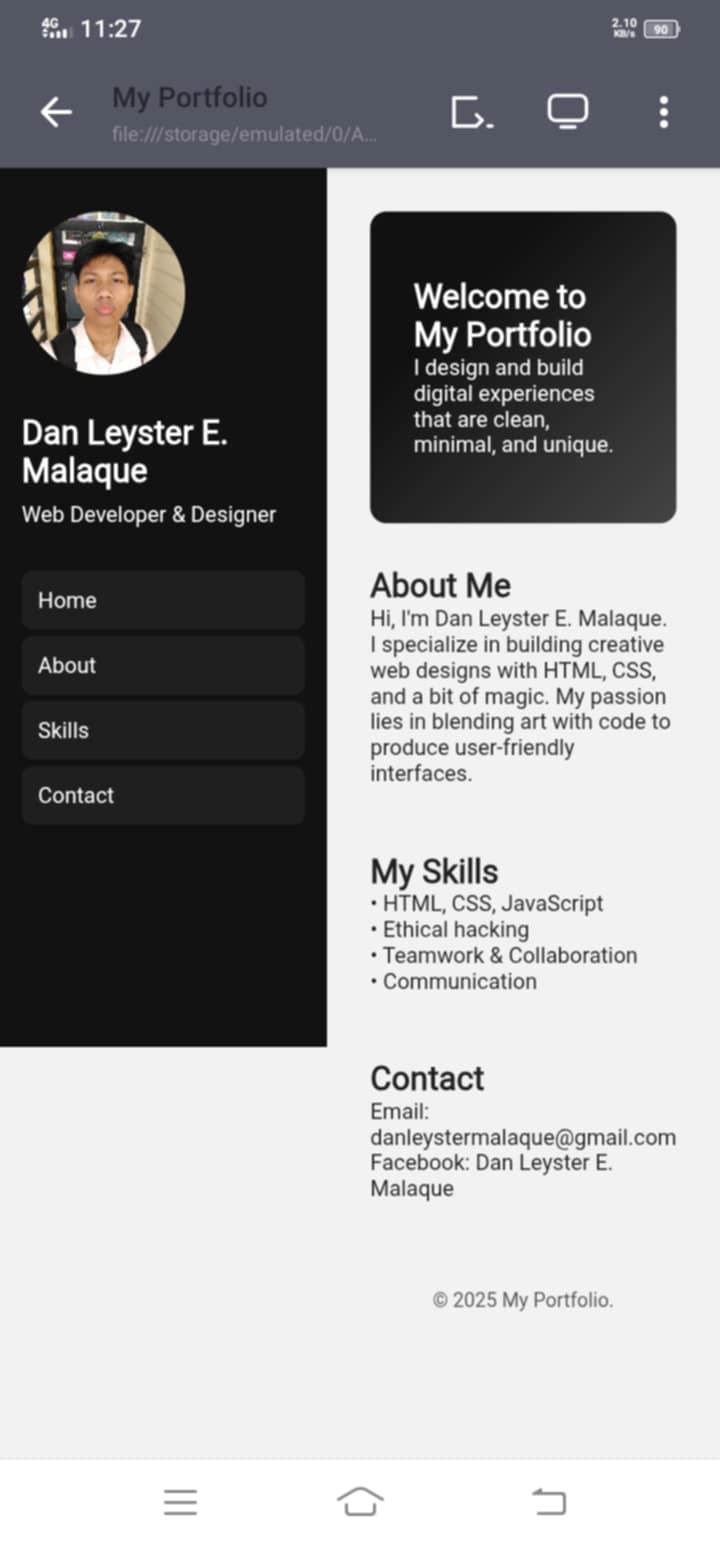 4G 11:27
2.10 KB/s 90
My Portfolio
file:///storage/emulated/0/A...
Dan Leyster E.
Malaque
Web Developer & Designer
Home
About
Skills
Contact
Welcome to
My Portfolio
I design and build
digital experiences
that are clean,
minimal, and unique.
About Me
Hi, I'm Dan Leyster E. Malaque.
I specialize in building creative
web designs with HTML, CSS,
and a bit of magic. My passion
lies in blending art with code to
produce user-friendly
interfaces.
My Skills
• HTML, CSS, JavaScript
• Ethical hacking
• Teamwork & Collaboration
• Communication
Contact
Email:
danleystermalaque@gmail.com
Facebook: Dan Leyster E.
Malaque
© 2025 My Portfolio.